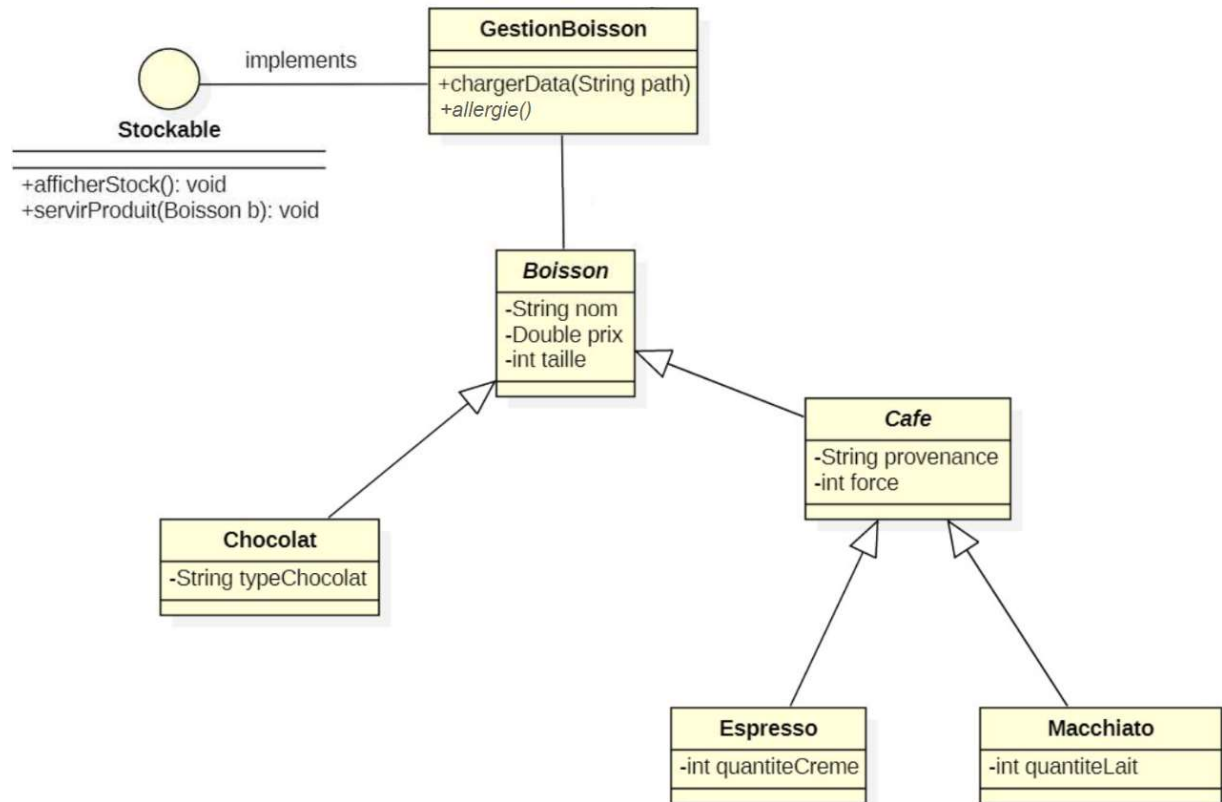 GestionBoisson
implements
+chargerData(String path)
+allergie()
Stockable
+afficherStock(): void
+servirProduit(Boisson b): void
Boisson
-String nom
-Double prix
-int taille
Cafe
-String provenance
-int force
Chocolat
-String typeChocolat
Espresso
-int quantiteCreme
Macchiato
-int quantiteLait